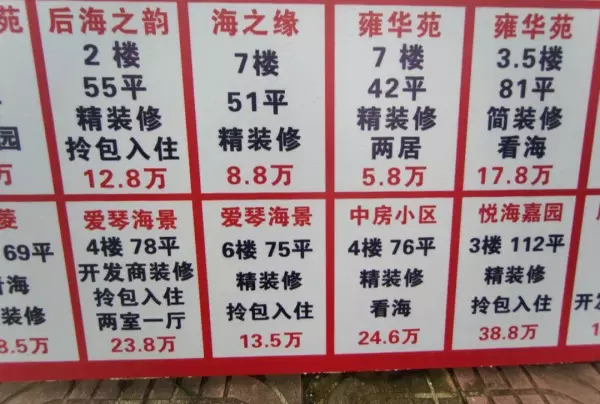 苑
园
万
后海之韵
2 楼
55平
精装修
拎包入住
12.8万
海之缘
7楼
51平
精装修
8.8万
雍华苑
7 楼
42平
精装修
两居
5.8万
雍华苑
3.5楼
81平
简装修
看海
17.8万
菱
69平
海
装修
8.5万
爱琴海景
4楼 78平
开发商装修
拎包入住
两室一厅
23.8万
爱琴海景
6楼 75平
精装修
拎包入住
13.5万
中房小区
4楼 76平
精装修
看海
24.6万
悦海嘉园
3楼 112平
精装修
拎包入住
38.8万